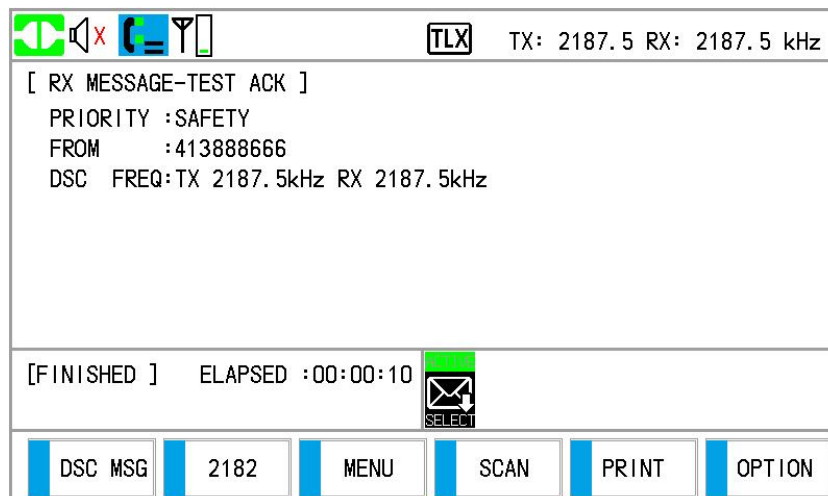 TLX TX: 2187.5 RX: 2187.5 kHz
[ RX MESSAGE-TEST ACK ]
PRIORITY :SAFETY
FROM :413888666
DSC FREQ:TX 2187.5kHz RX 2187.5kHz
[FINISHED ] ELAPSED :00:00:10
SELECT
DSC MSG 2182 MENU SCAN PRINT OPTION